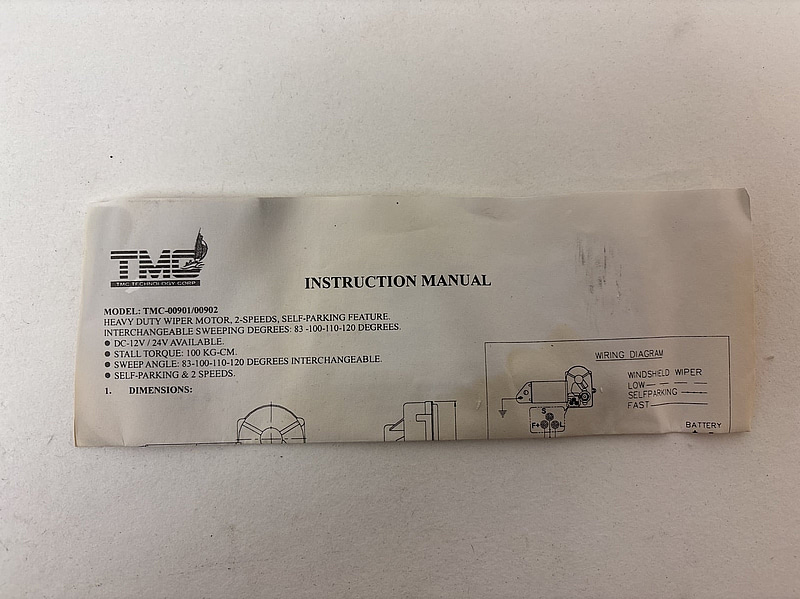 TMC
TMC TECHNOLOGY CORP
INSTRUCTION MANUAL
MODEL: TMC-00901/00902
HEAVY DUTY WIPER MOTOR, 2-SPEEDS, SELF-PARKING FEATURE.
INTERCHANGEABLE SWEEPING DEGREES: 83 -100-110-120 DEGREES.
● DC-12V / 24V AVAILABLE.
● STALL TORQUE: 100 KG-CM.
● SWEEP ANGLE: 83-100-110-120 DEGREES INTERCHANGEABLE.
● SELF-PARKING & 2 SPEEDS.
1. DIMENSIONS:
WIRING DIAGRAM
WINDSHIELD WIPER
LOW
SELFPARKING
FAST
S
F+ L
BATTERY